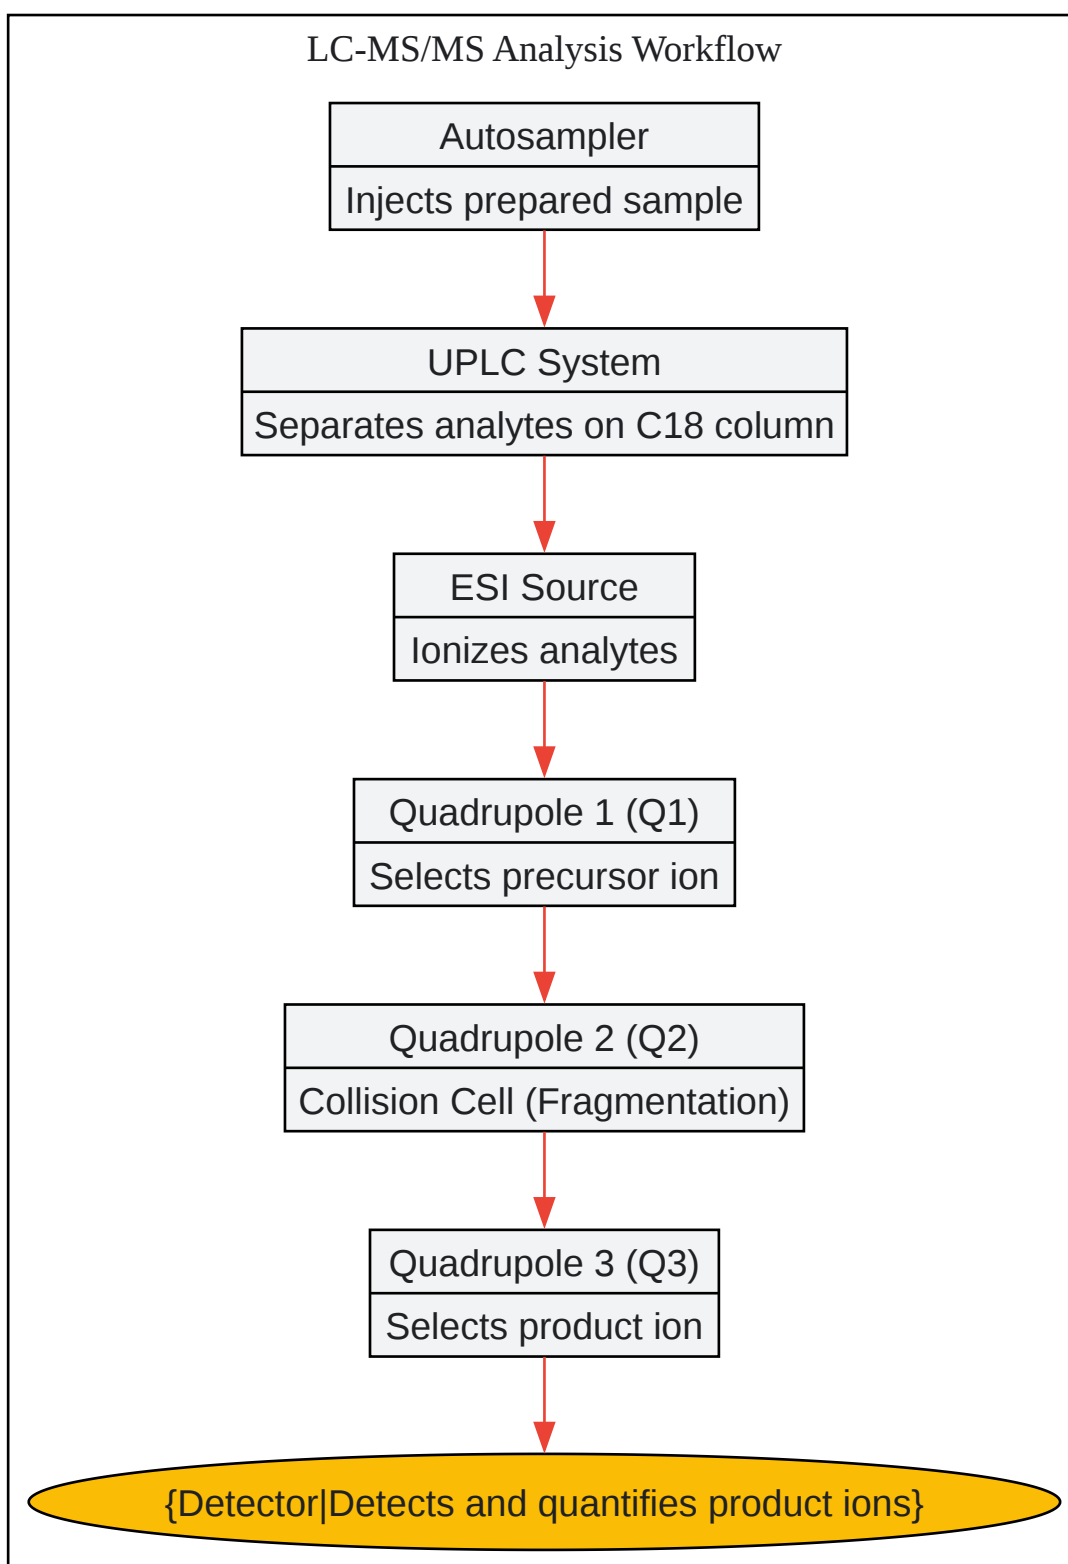 LC-MS/MS Analysis Workflow
Autosampler
Injects prepared sample
UPLC System
Separates analytes on C18 column
ESI Source
Ionizes analytes
Quadrupole 1 (Q1)
Selects precursor ion
Quadrupole 2 (Q2)
Collision Cell (Fragmentation)
Quadrupole 3 (Q3)
Selects product ion
{Detector|Detects and quantifies product ions}